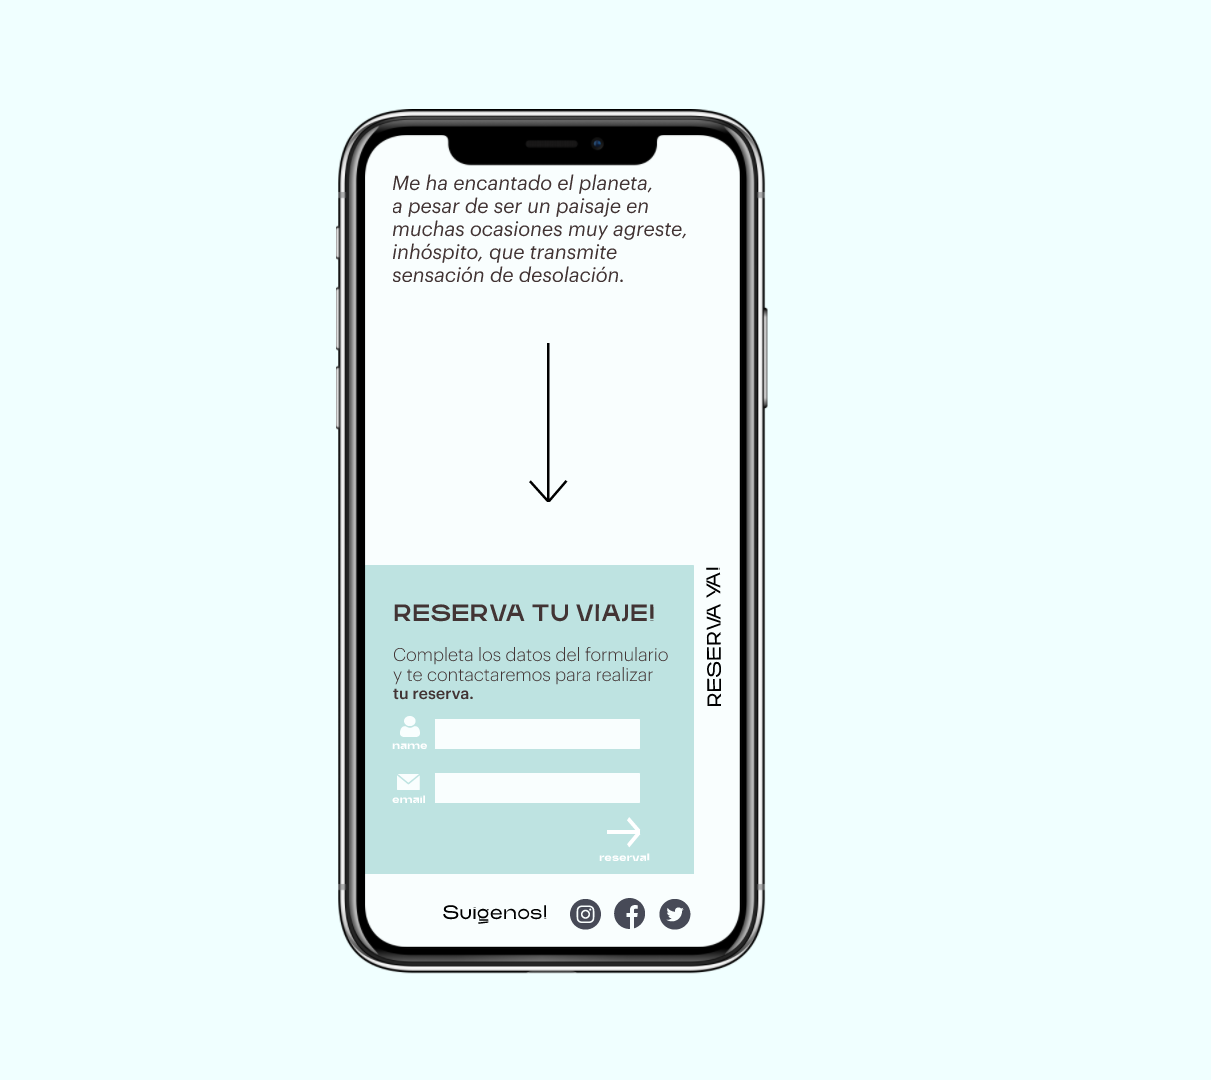 Me ha encantado el planeta,
a pesar de ser un paisaje en
muchas ocasiones muy agreste,
inhóspito, que transmite
sensación de desolación.
RESERVA TU VIAJE!
Completa los datos del formulario
y te contactaremos para realizar
tu reserva.
name
email
reserva!
RESERVA YA!
Suigenos!